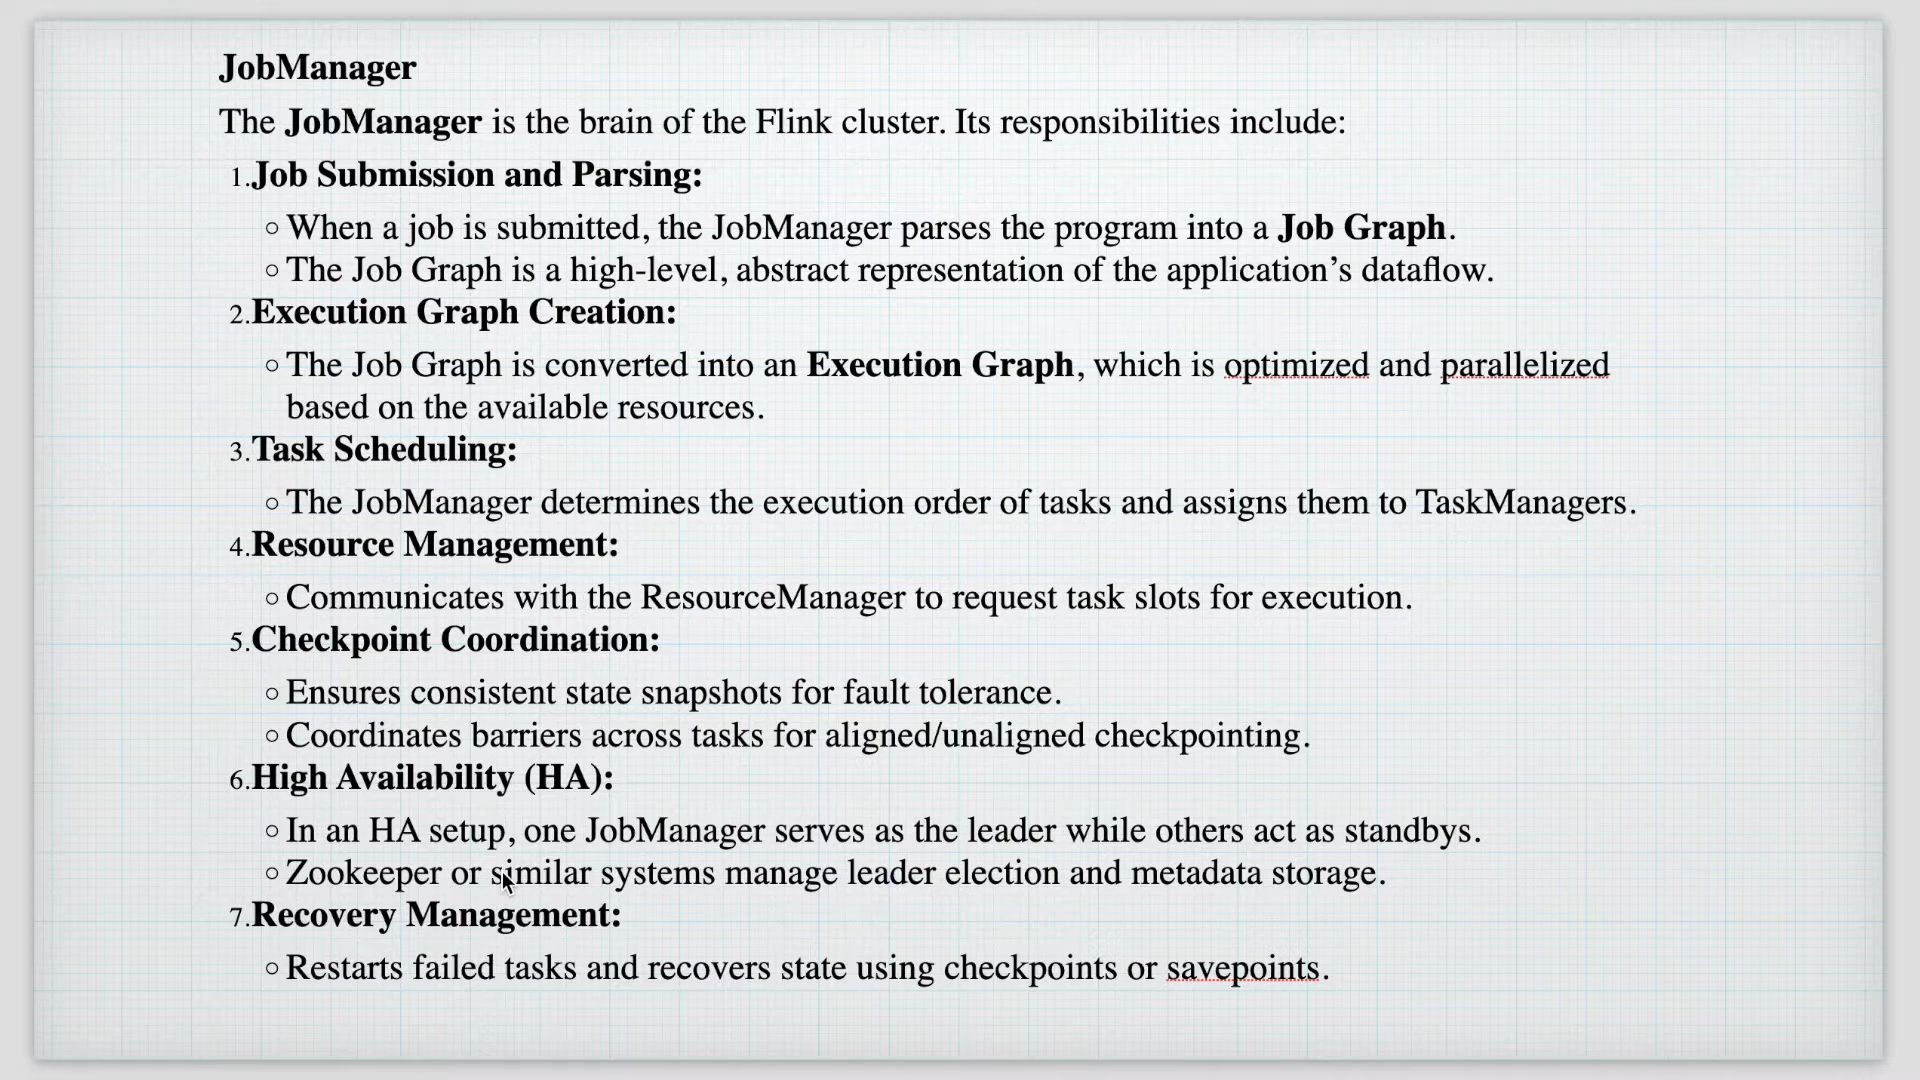 JobManager
The JobManager is the brain of the Flink cluster. Its responsibilities include:
1.Job Submission and Parsing:
○ When a job is submitted, the JobManager parses the program into a Job Graph.
○ The Job Graph is a high-level, abstract representation of the application’s dataflow.
2.Execution Graph Creation:
○ The Job Graph is converted into an Execution Graph, which is optimized and parallelized
based on the available resources.
3.Task Scheduling:
○ The JobManager determines the execution order of tasks and assigns them to TaskManagers.
4.Resource Management:
○ Communicates with the ResourceManager to request task slots for execution.
5.Checkpoint Coordination:
○ Ensures consistent state snapshots for fault tolerance.
○ Coordinates barriers across tasks for aligned/unaligned checkpointing.
6.High Availability (HA):
○ In an HA setup, one JobManager serves as the leader while others act as standbys.
○ Zookeeper or similar systems manage leader election and metadata storage.
7.Recovery Management:
○ Restarts failed tasks and recovers state using checkpoints or savepoints.